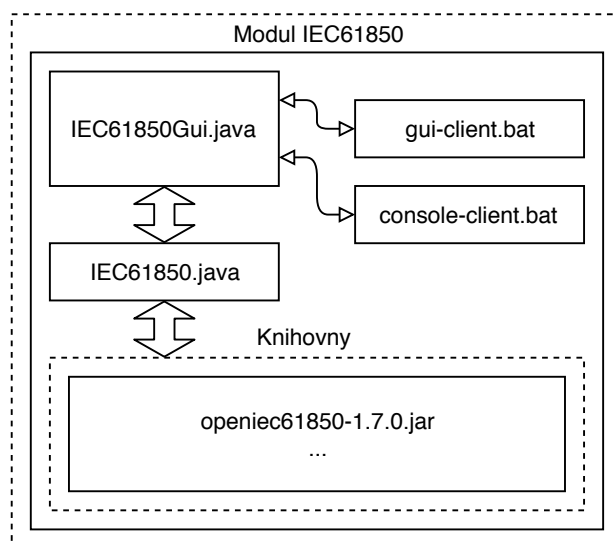 Modul IEC61850
IEC61850Gui.java
gui-client.bat
console-client.bat
IEC61850.java
Knihovny
openiec61850-1.7.0.jar
...